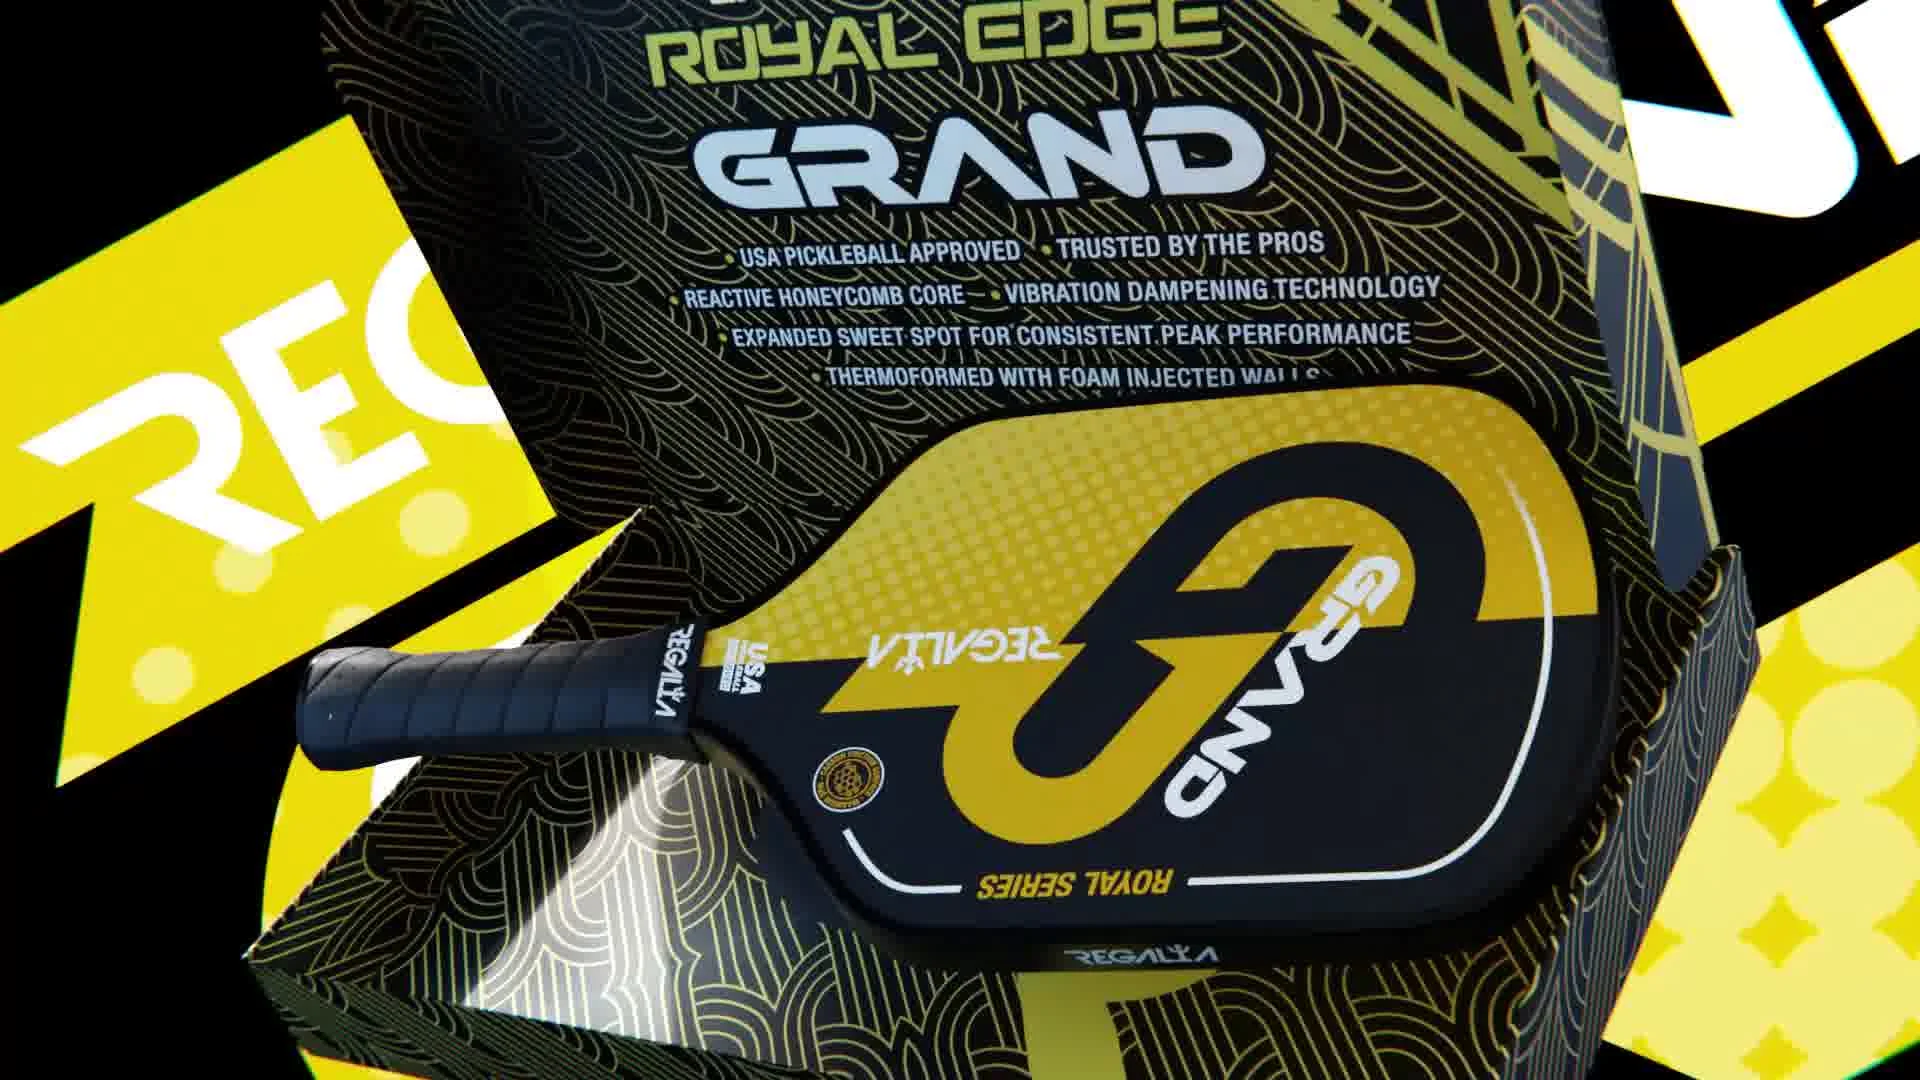 ROYAL EDGE
GRAND
• USA PICKLEBALL APPROVED • TRUSTED BY THE PROS
• REACTIVE HONEYCOMB CORE • VIBRATION DAMPENING TECHNOLOGY
• EXPANDED SWEET SPOT FOR CONSISTENT PEAK PERFORMANCE
• THERMOFORMED WITH FOAM INJECTED WALLS
REGALIA
USA
REGALIA
GRAND
ROYAL SERIES
REGALIA